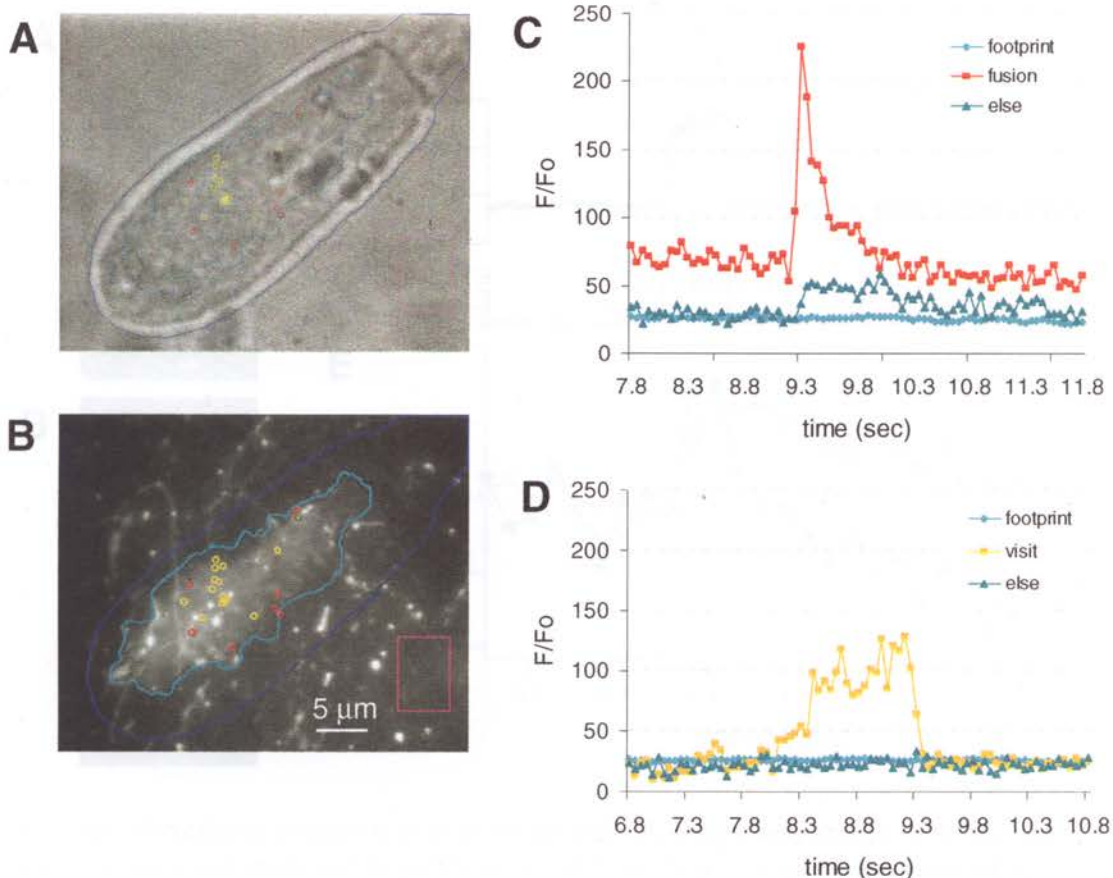 A
B
5 μm
C
250
200
150
100
50
0
F/Fo
footprint
fusion
else
7.8 8.3 8.8 9.3 9.8 10.3 10.8 11.3 11.8
time (sec)
D
250
200
150
100
50
0
F/Fo
footprint
visit
else
6.8 7.3 7.8 8.3 8.8 9.3 9.8 10.3 10.8
time (sec)